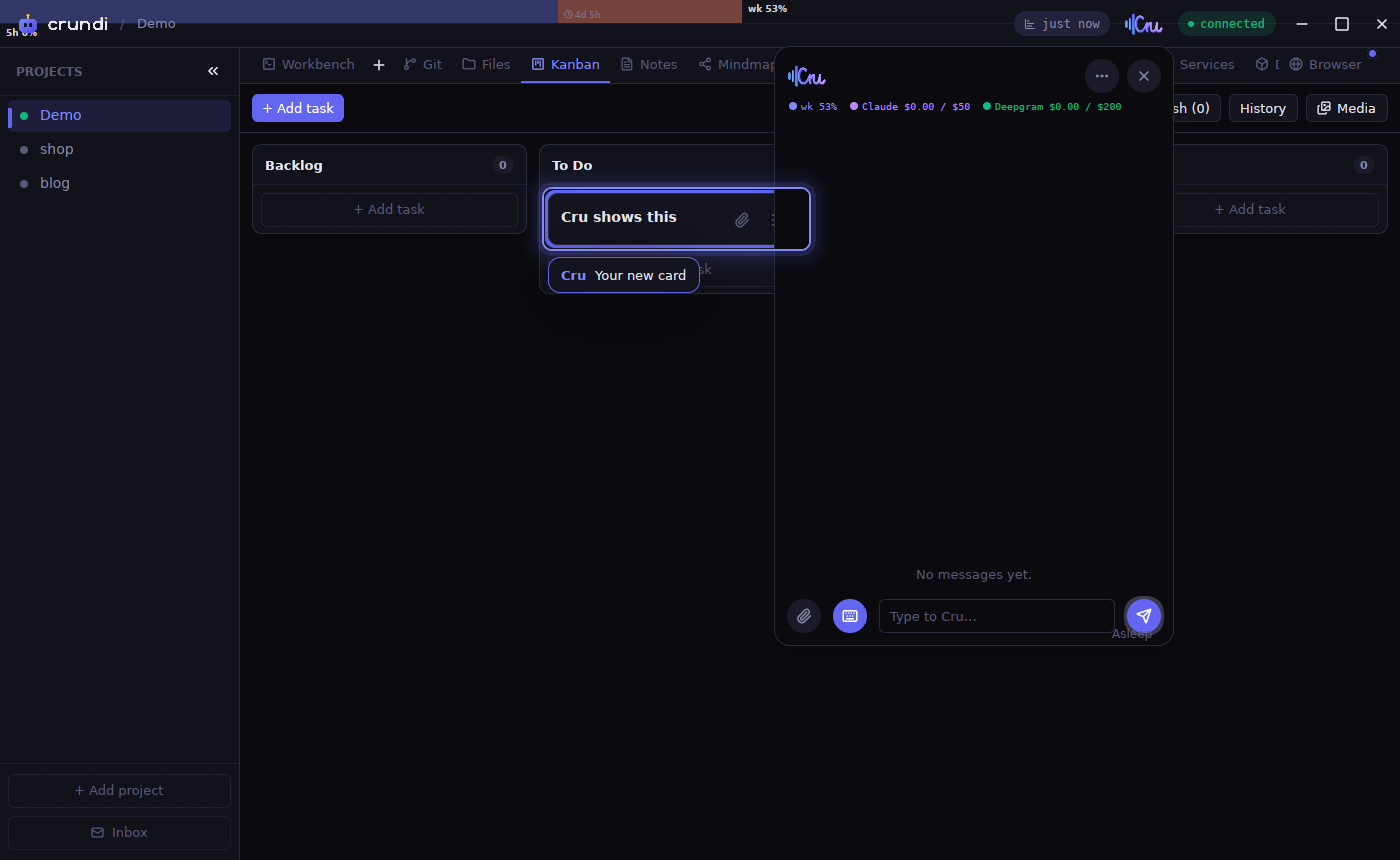 4d 5h
wk 53%
5h 0%
crundi / Demo
just now
Cru
connected
PROJECTS
Demo
shop
blog
+ Add project
Inbox
Workbench
Git
Files
Kanban
Notes
Mindmap
Services
Browser
+ Add task
sh (0)
History
Media
Backlog
0
+ Add task
To Do
Cru shows this
Cru Your new card
sk
0
+ Add task
Cru
wk 53%
Claude $0.00 / $50
Deepgram $0.00 / $200
No messages yet.
Type to Cru…
Asleep